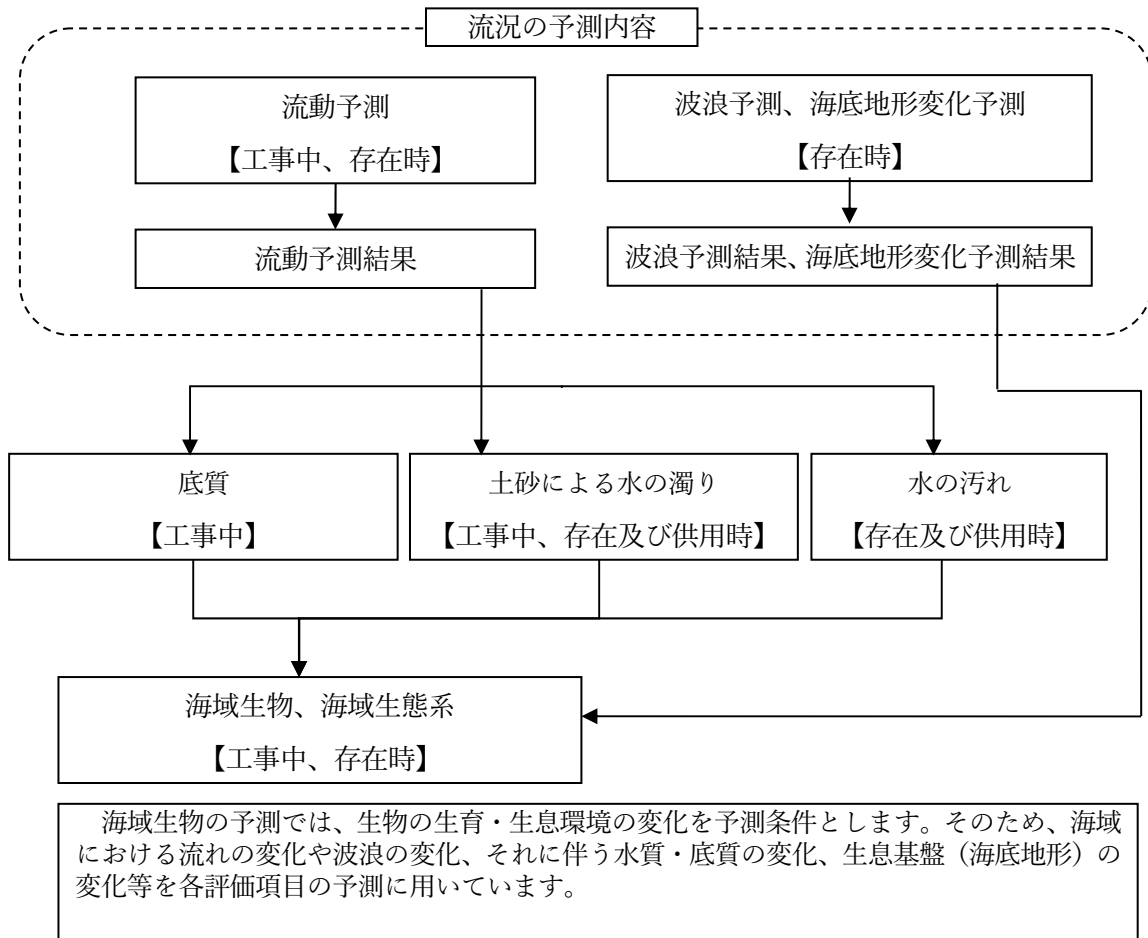 流況の予測内容
流動予測
【工事中、存在時】
波浪予測、海底地形変化予測
【存在時】
流動予測結果
波浪予測結果、海底地形変化予測結果
底質
【工事中】
土砂による水の濁り
【工事中、存在及び供用時】
水の汚れ
【存在及び供用時】
海域生物、海域生態系
【工事中、存在時】
海域生物の予測では、生物の生育・生息環境の変化を予測条件とします。そのため、海域
における流れの変化や波浪の変化、それに伴う水質・底質の変化、生息基盤（海底地形）の
変化等を各評価項目の予測に用いています。